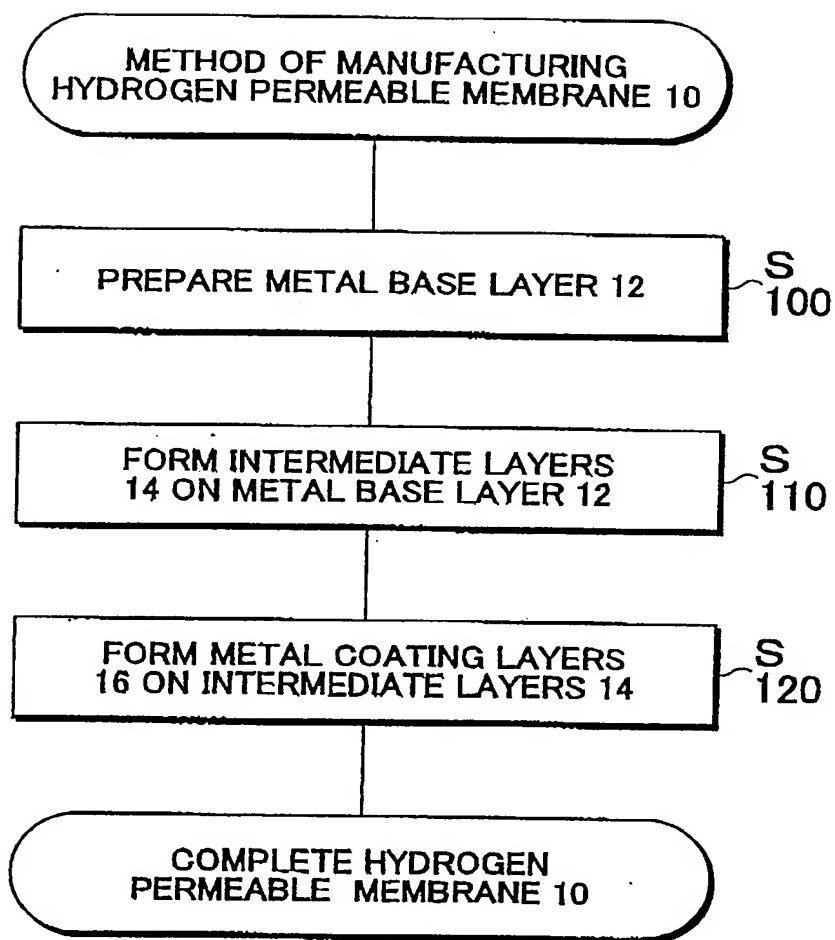 METHOD OF MANUFACTURING
HYDROGEN PERMEABLE MEMBRANE 10
PREPARE METAL BASE LAYER 12
S
100
FORM INTERMEDIATE LAYERS
14 ON METAL BASE LAYER 12
S
110
FORM METAL COATING LAYERS
16 ON INTERMEDIATE LAYERS 14
S
120
COMPLETE HYDROGEN
PERMEABLE MEMBRANE 10